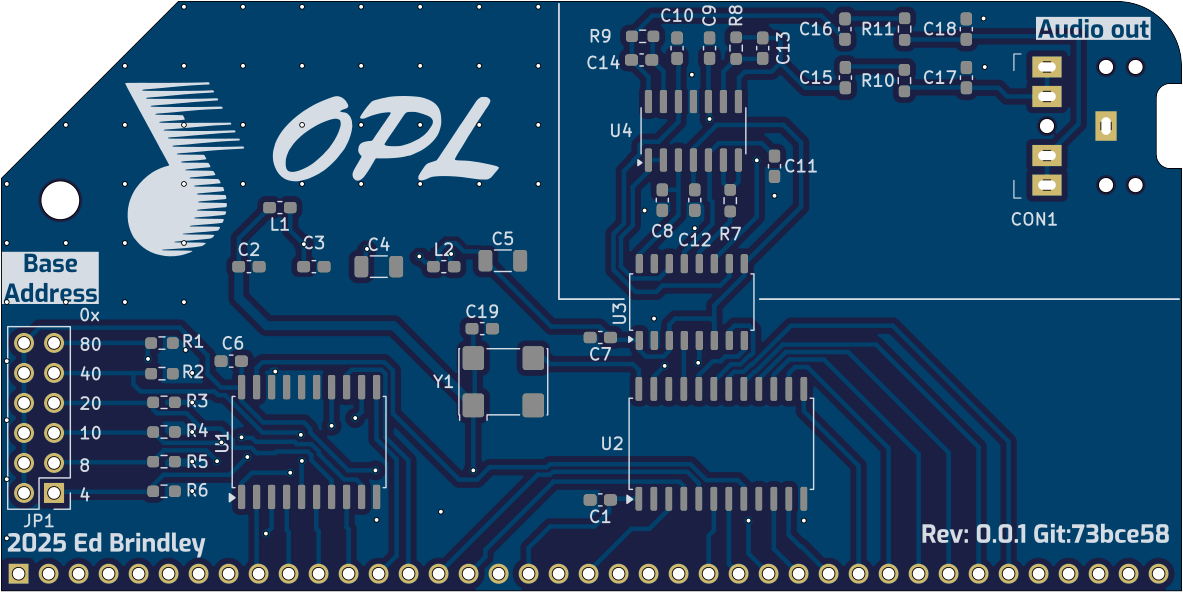 C10 C9 R8
R9
C14
C13
C16 R11 C18
Audio out
C15 R10 C17
OPL
U4
C11
CON1
C8 C12 R7
L1
C2 C3 C4 L2 C5
Base
Address
0x
80
40
20
10
8
4
JP1
R1
R2
R3
R4
R5
R6
C6
U1
C19
Y1
C7
U3
U2
C1
2025 Ed Brindley
Rev: 0.0.1 Git:73bce58